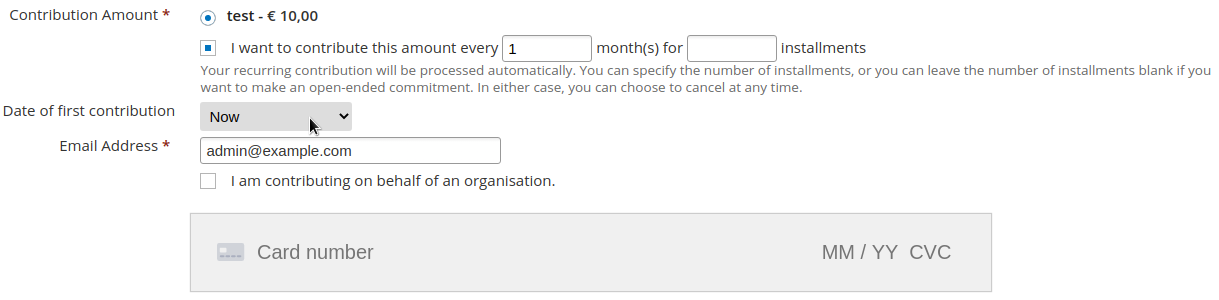 Contribution Amount *
test - € 10,00
I want to contribute this amount every 1 month(s) for installments
Your recurring contribution will be processed automatically. You can specify the number of installments, or you can leave the number of installments blank if you
want to make an open-ended commitment. In either case, you can choose to cancel at any time.
Date of first contribution
Now
Email Address *
admin@example.com
I am contributing on behalf of an organisation.
Card number MM / YY CVC